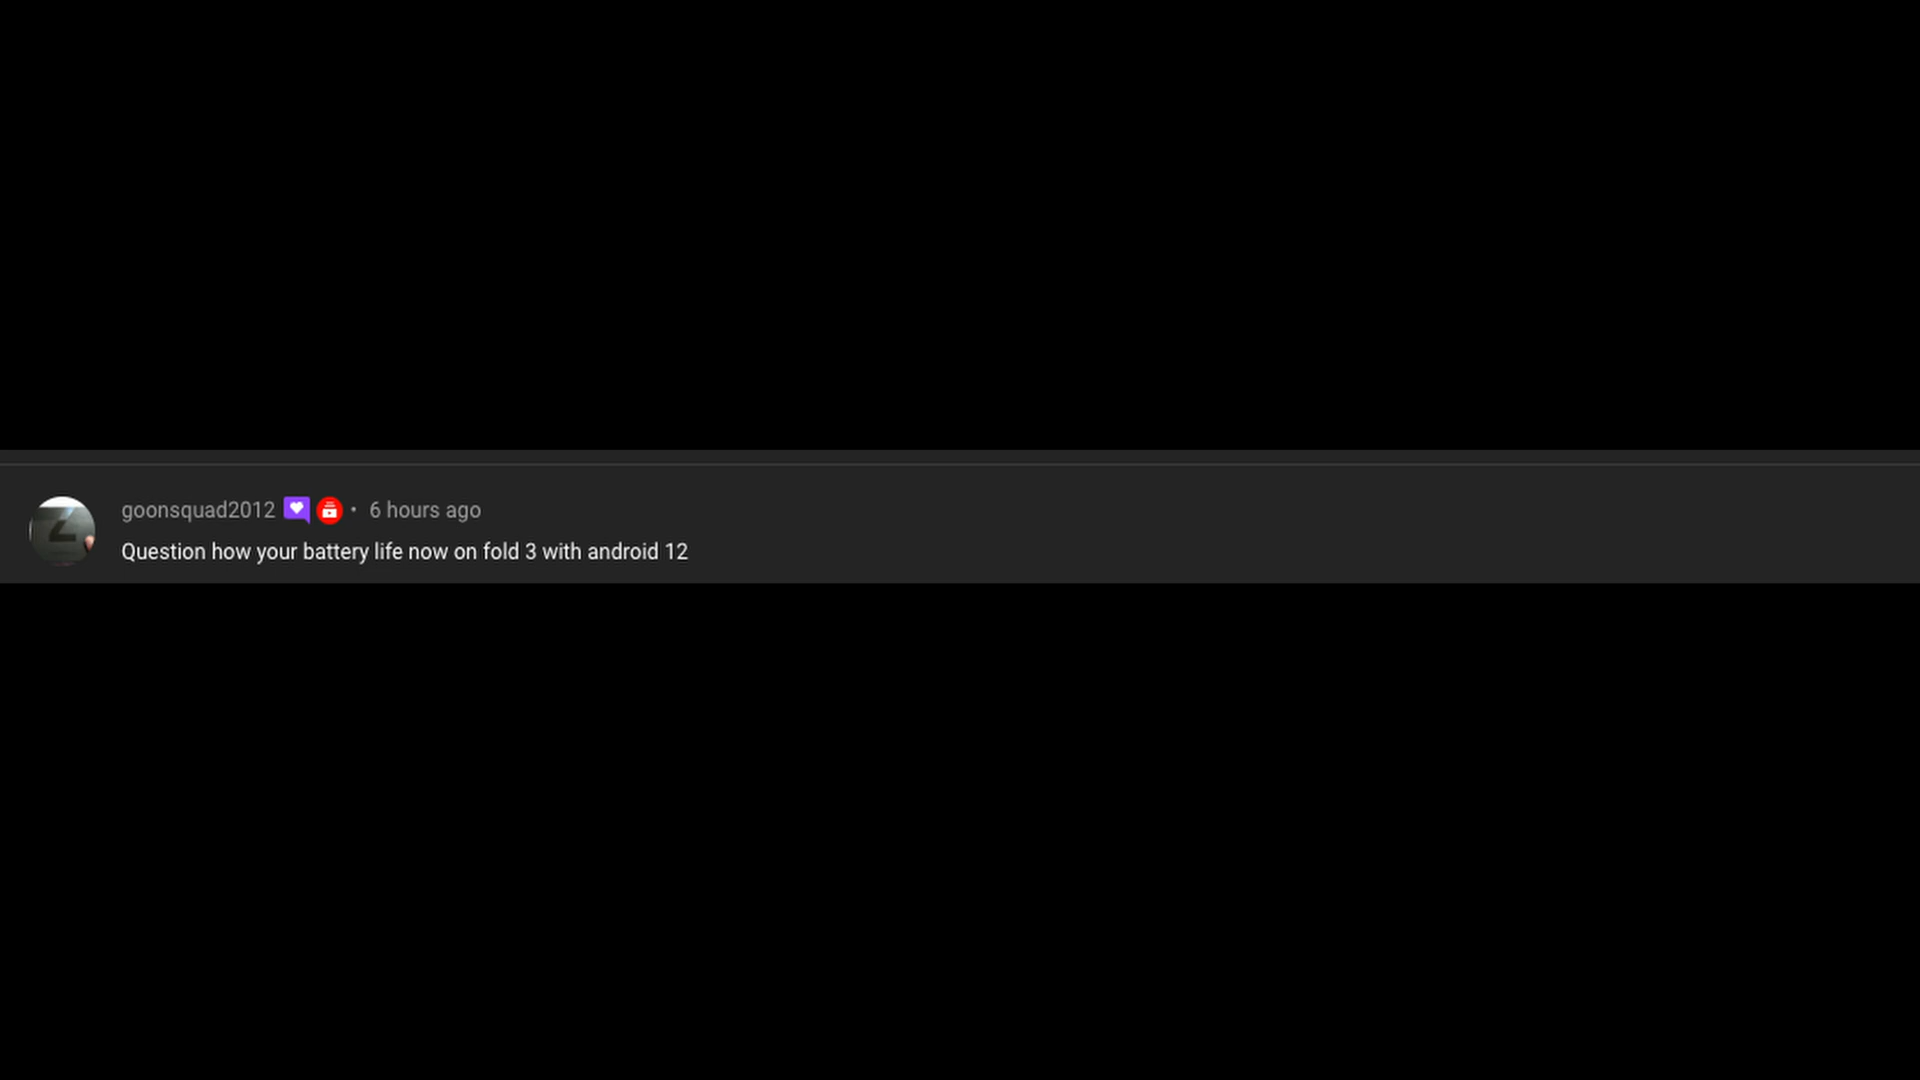 goonsquad2012 • 6 hours ago
Question how your battery life now on fold 3 with android 12